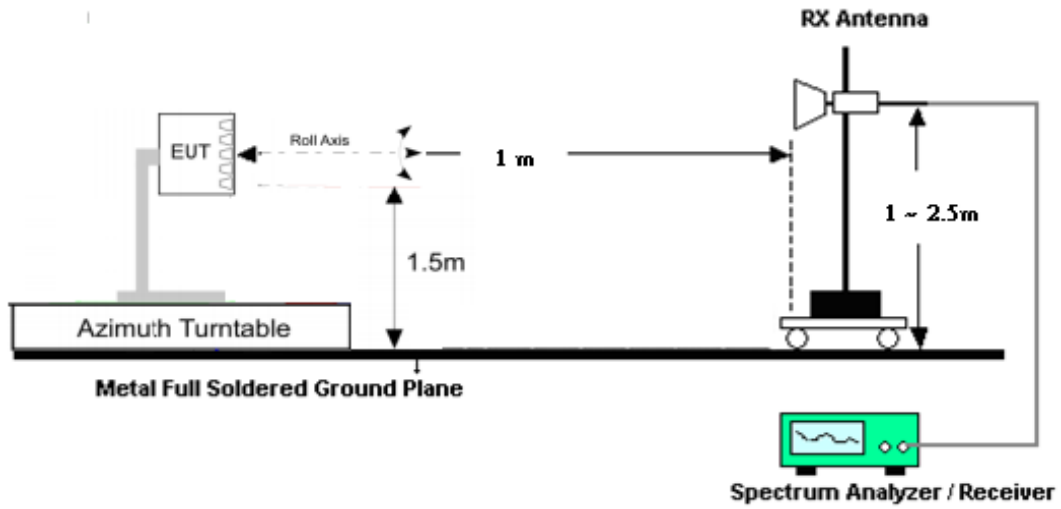 RX Antenna
EUT
Roll Axis
1 m
1 ~ 2.5m
1.5m
Azimuth Turntable
Metal Full Soldered Ground Plane
Spectrum Analyzer / Receiver